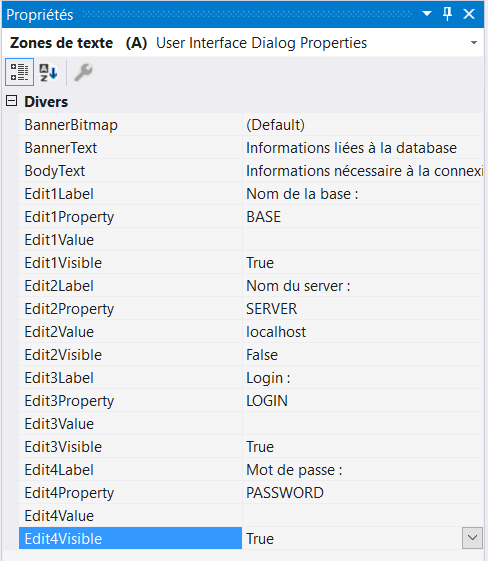 Propriétés
Zones de texte (A) User Interface Dialog Properties
Divers
BannerBitmap (Default)
BannerText Informations liées à la database
BodyText Informations nécessaire à la connexi
Edit1Label Nom de la base :
Edit1Property BASE
Edit1Value
Edit1Visible True
Edit2Label Nom du server :
Edit2Property SERVER
Edit2Value localhost
Edit2Visible False
Edit3Label Login :
Edit3Property LOGIN
Edit3Value
Edit3Visible True
Edit4Label Mot de passe :
Edit4Property PASSWORD
Edit4Value
Edit4Visible True